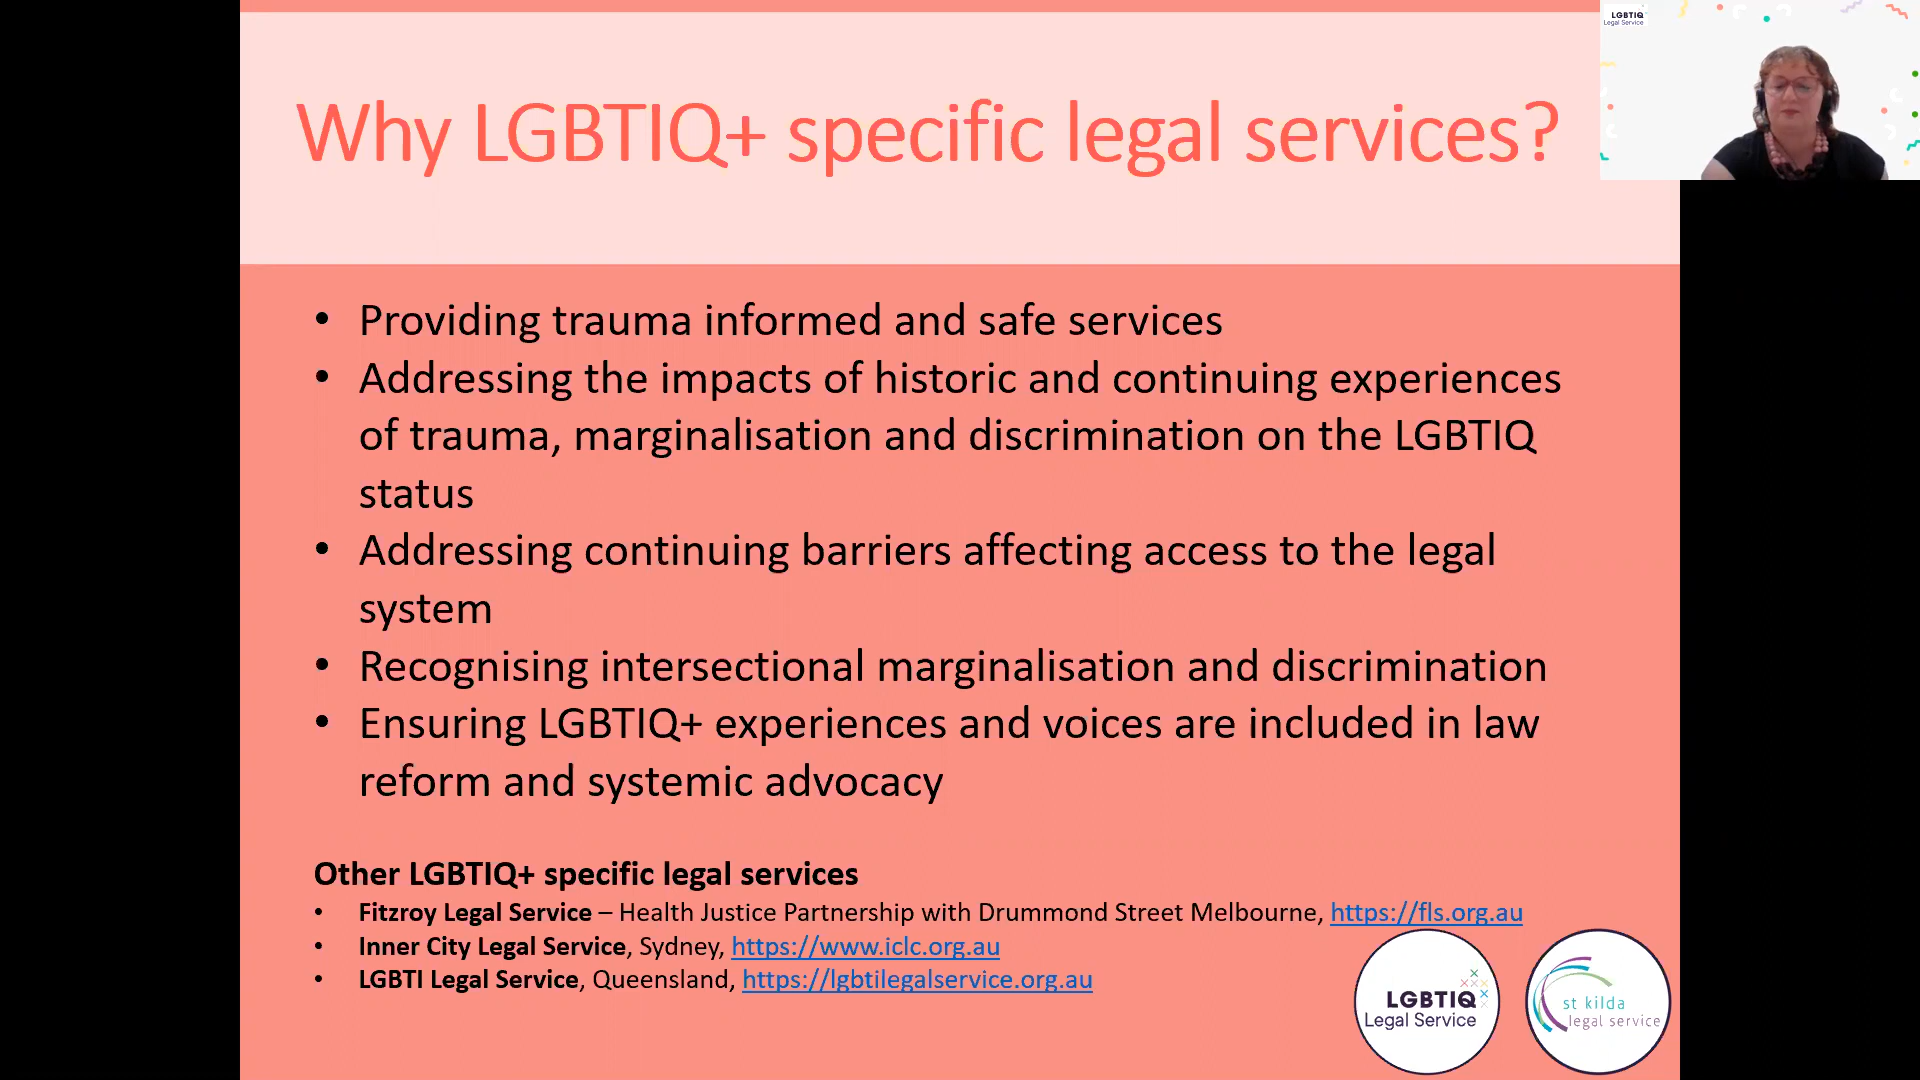 Why LGBTIQ+ specific legal services?
LGBTIQ
Legal Service
• Providing trauma informed and safe services
• Addressing the impacts of historic and continuing experiences
of trauma, marginalisation and discrimination on the LGBTIQ
status
• Addressing continuing barriers affecting access to the legal
system
• Recognising intersectional marginalisation and discrimination
• Ensuring LGBTIQ+ experiences and voices are included in law
reform and systemic advocacy
Other LGBTIQ+ specific legal services
• Fitzroy Legal Service – Health Justice Partnership with Drummond Street Melbourne, https://fls.org.au
• Inner City Legal Service, Sydney, https://www.iclc.org.au
• LGBTI Legal Service, Queensland, https://lgbtilegalservice.org.au
LGBTIQ
Legal Service
st kilda
legal service